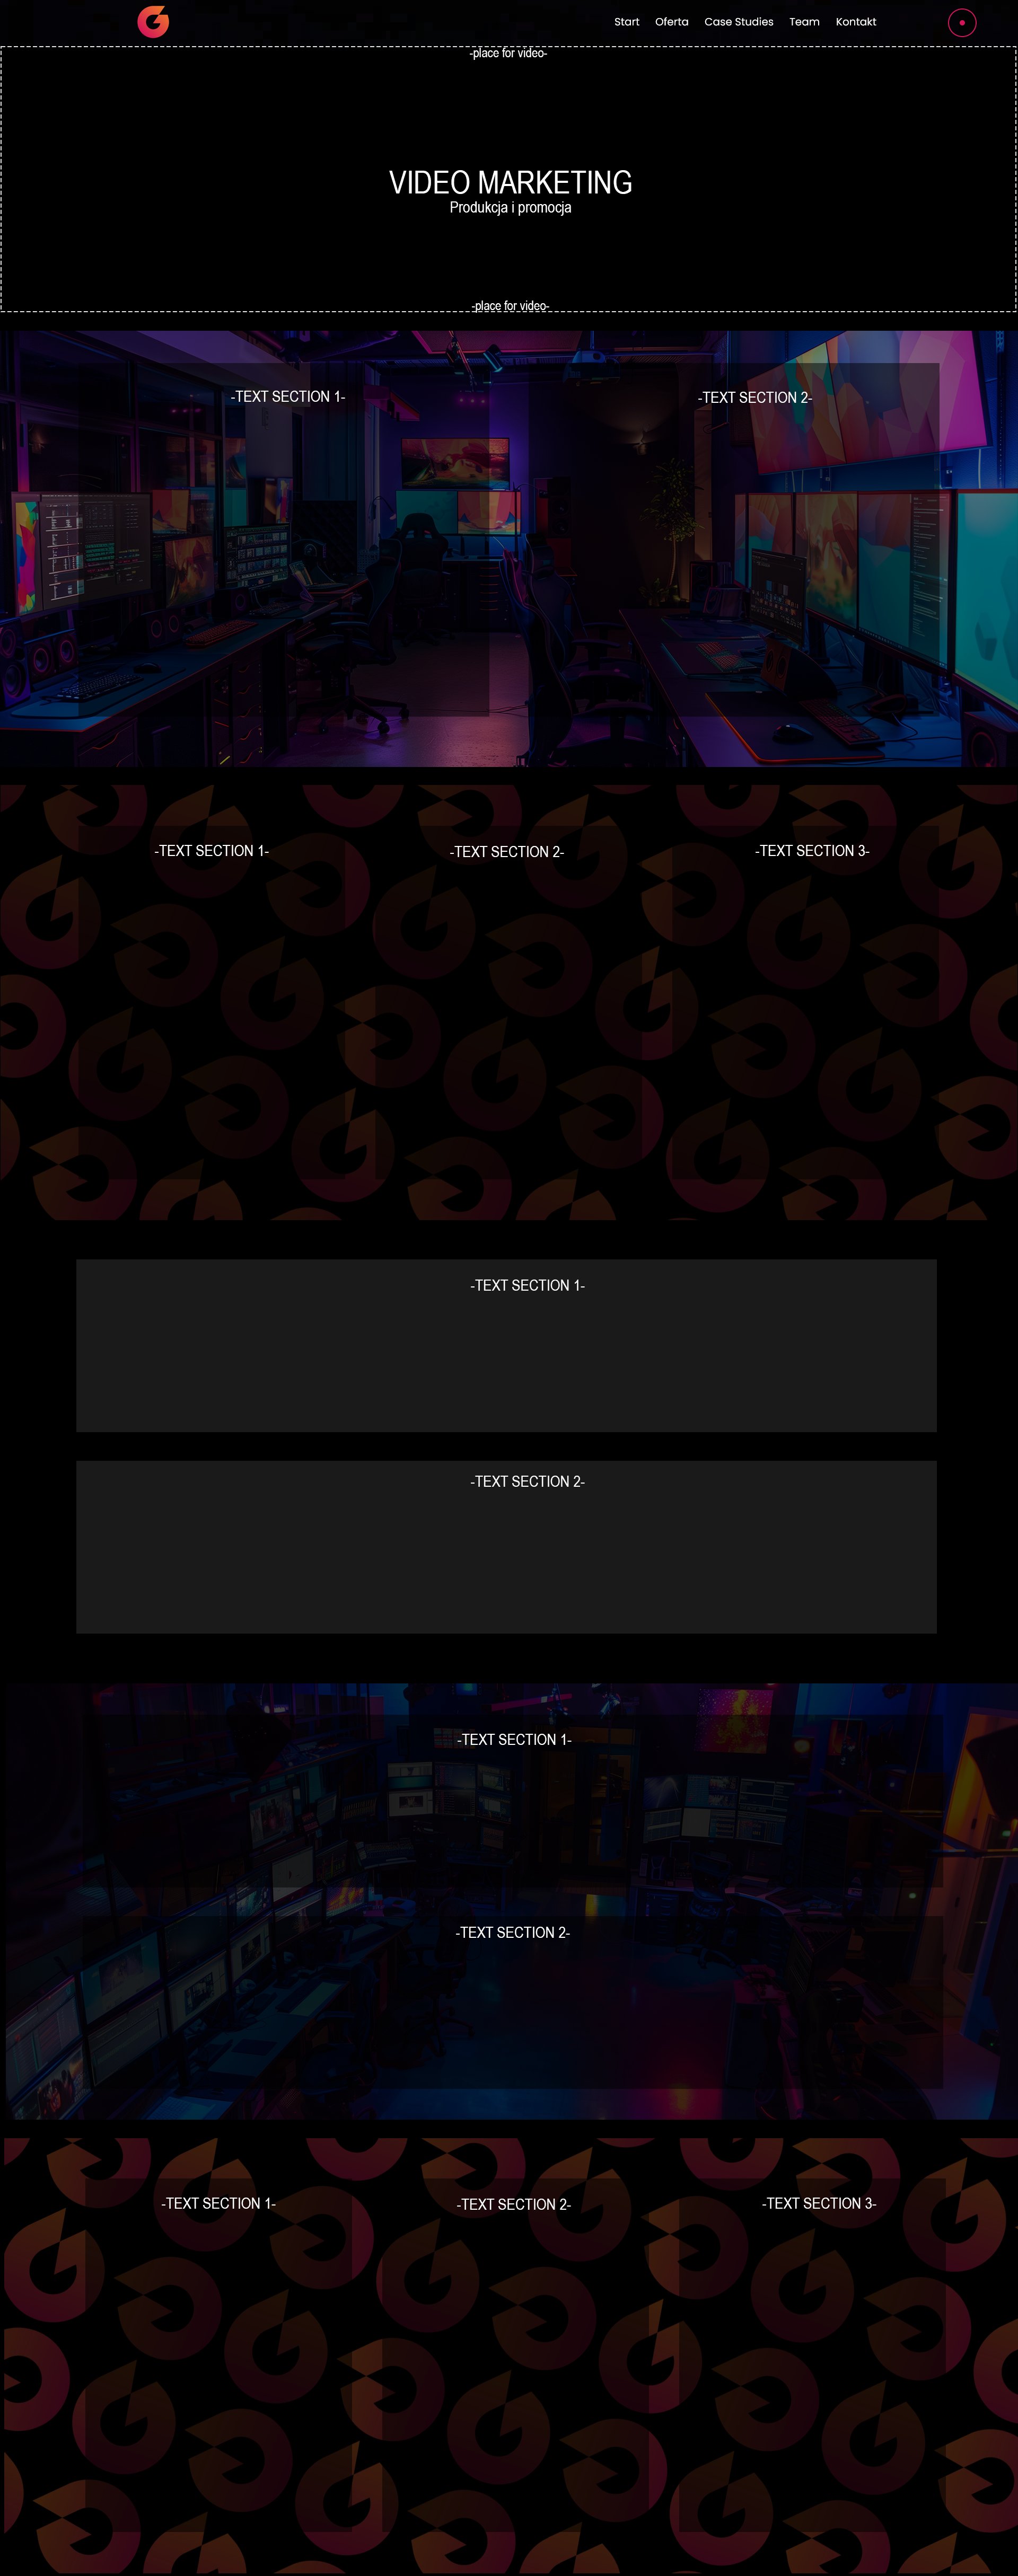 Start Oferta Case Studies Team Kontakt
-place for video-
VIDEO MARKETING
Produkcja i promocja
-place for video-
-TEXT SECTION 1- -TEXT SECTION 2-
-TEXT SECTION 1- -TEXT SECTION 2- -TEXT SECTION 3-
-TEXT SECTION 1-
-TEXT SECTION 2-
-TEXT SECTION 1-
-TEXT SECTION 2-
-TEXT SECTION 1- -TEXT SECTION 2- -TEXT SECTION 3-